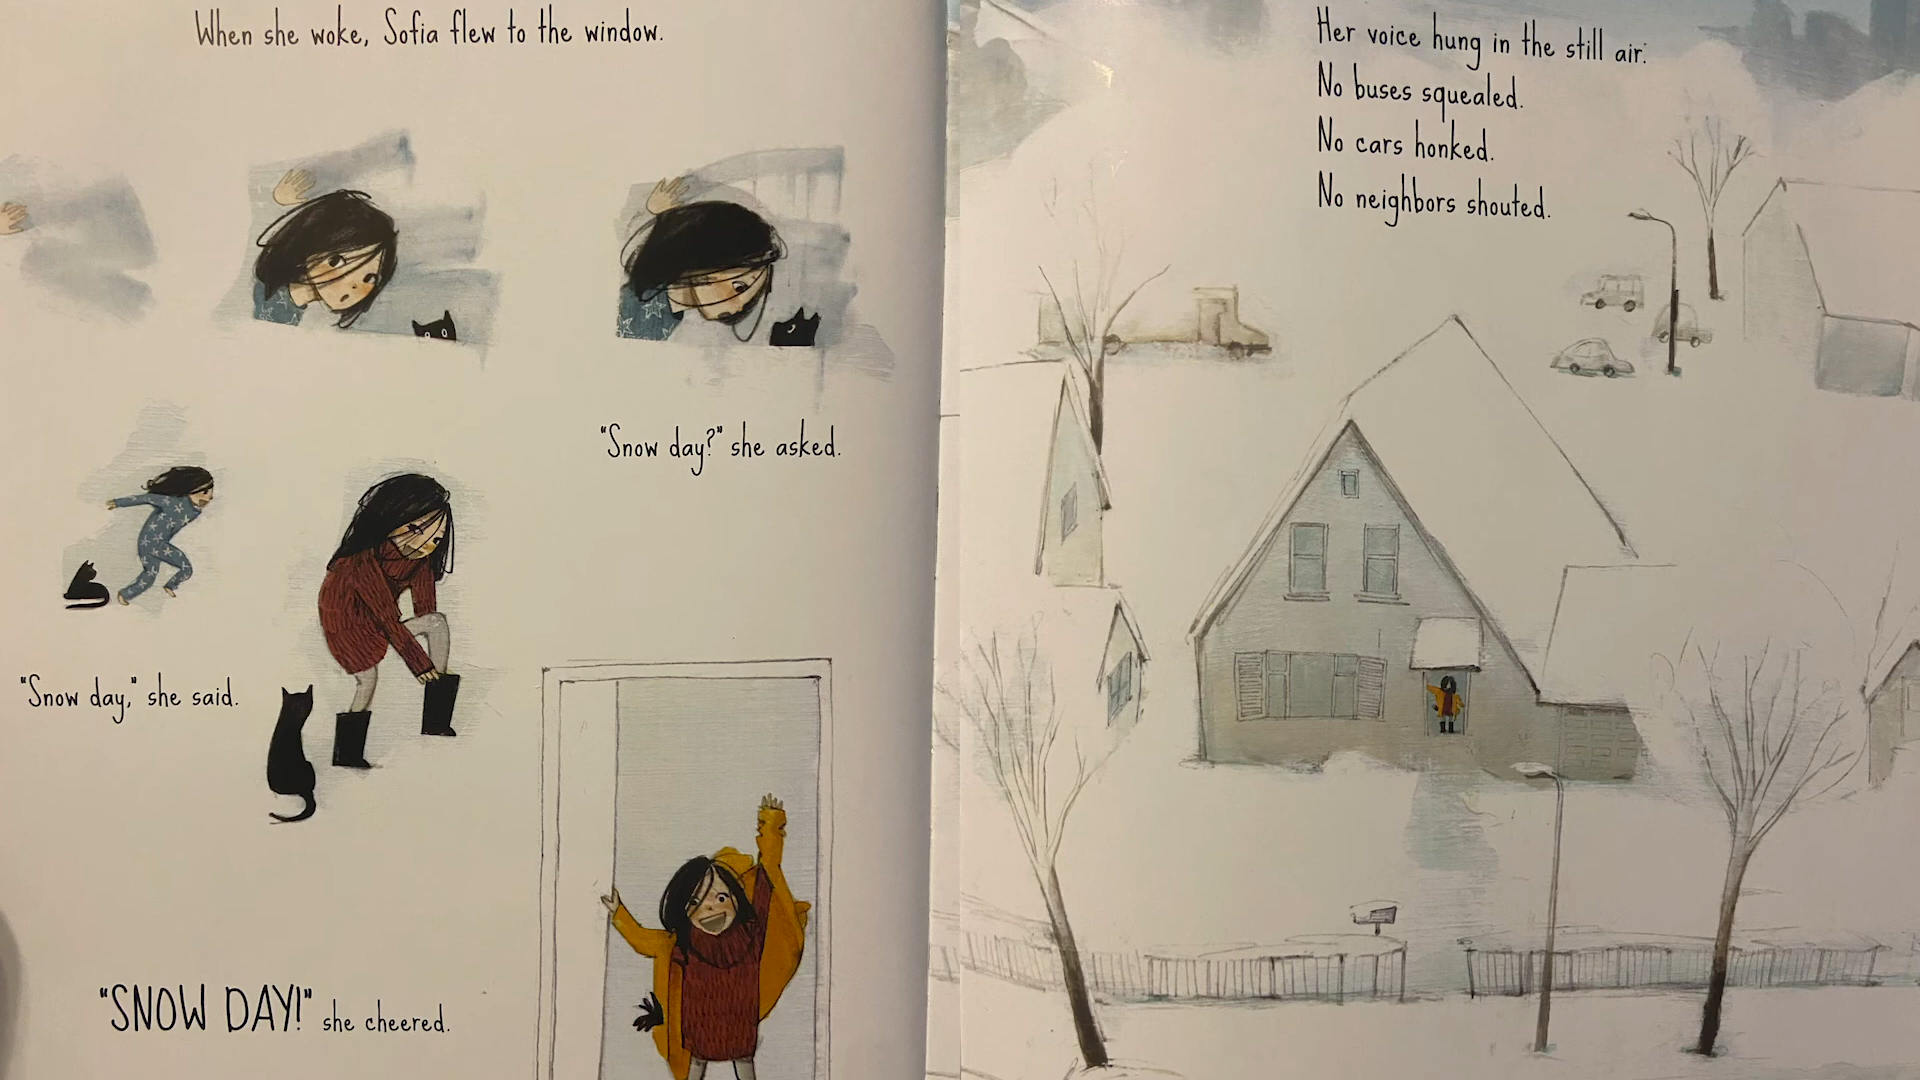 When she woke, Sofia flew to the window.
"Snow day?" she asked.
"Snow day," she said.
"SNOW DAY!" she cheered.
Her voice hung in the still air.
No buses squealed.
No cars honked.
No neighbors shouted.